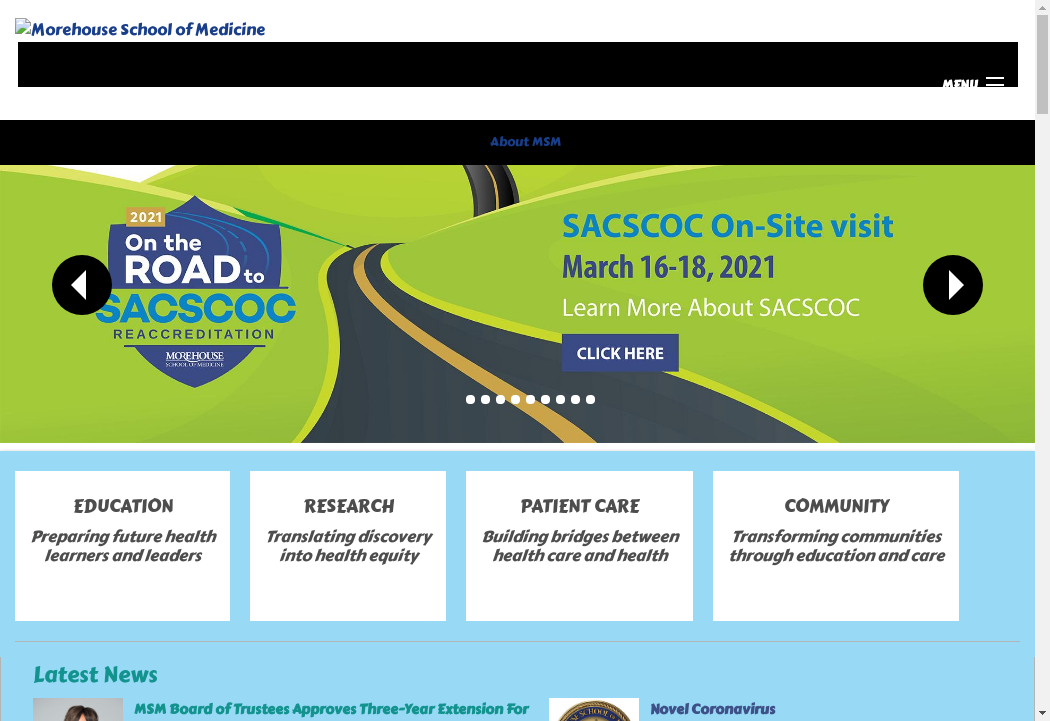 Morehouse School of Medicine
MENU
About MSM
2021
On the
ROAD to
SACSCOC
REACCREDITATION
MOREHOUSE
SCHOOL OF MEDICINE
SACSCOC On-Site visit
March 16-18, 2021
Learn More About SACSCOC
CLICK HERE
EDUCATION
Preparing future health
learners and leaders
RESEARCH
Translating discovery
into health equity
PATIENT CARE
Building bridges between
health care and health
COMMUNITY
Transforming communities
through education and care
Latest News
MSM Board of Trustees Approves Three-Year Extension For
Novel Coronavirus